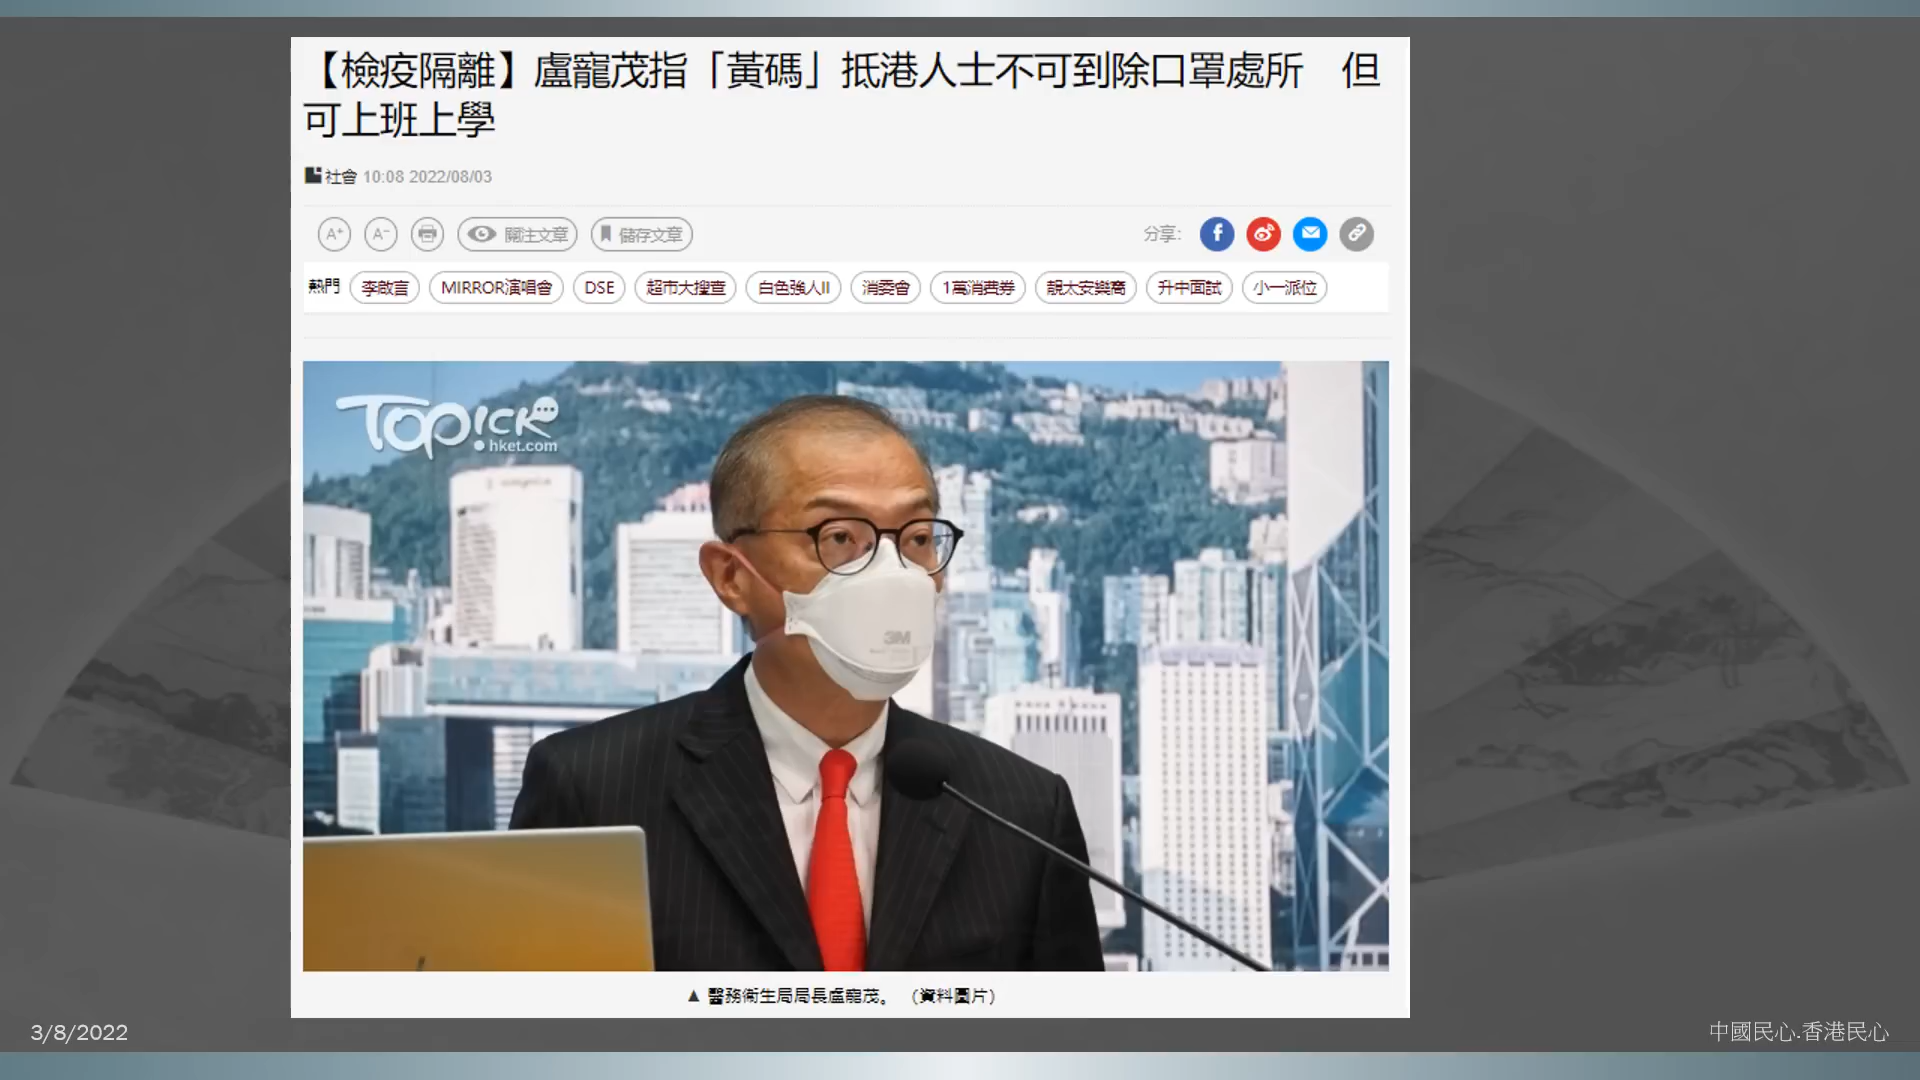 【檢疫隔離】盧寵茂指「黃碼」抵港人士不可到除口罩處所　但
可上班上學
社會 10:08 2022/08/03
A+ A- 關注文章 儲存文章 分享:
熱門 李啟言 MIRROR演唱會 DSE 超市大搜查 白色強人II 消委會 1萬消費券 靚太安樂窩 升中面試 小一派位
TOPick
hket.com
3M
▲ 醫務衞生局局長盧寵茂。 （資料圖片）
3/8/2022
中國民心.香港民心